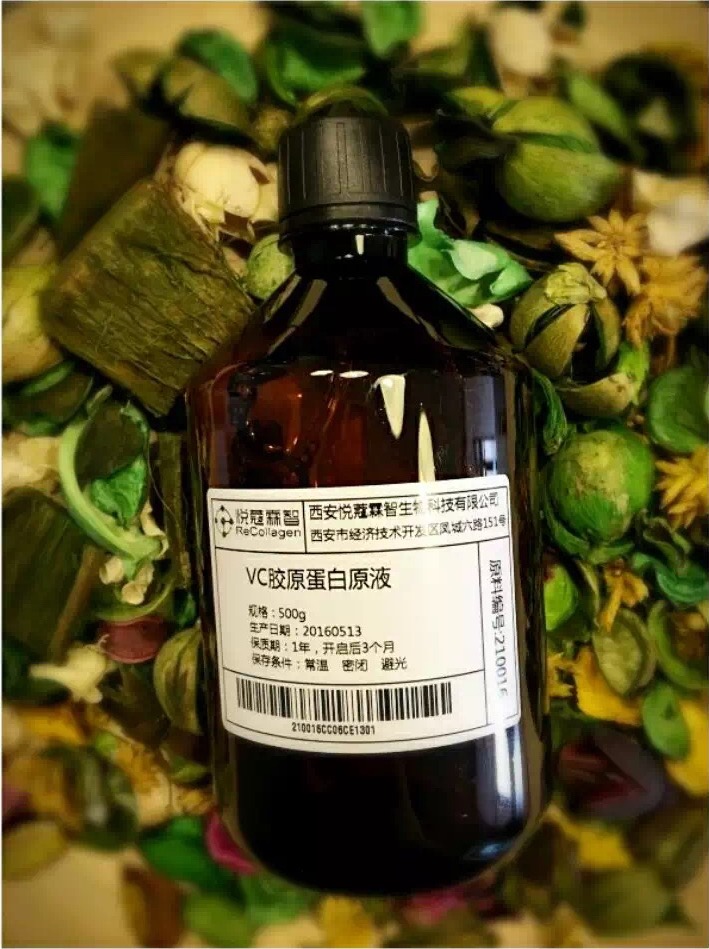 悦蔻霖智
ReCollagen
西安悦蔻霖智生物科技有限公司
西安市经济技术开发区凤城六路151号
VC胶原蛋白原液
规格：500g
生产日期：20160513
保质期：1年，开启后3个月
保存条件：常温 密闭 避光
原料编号:210016
210016CC06CE1301